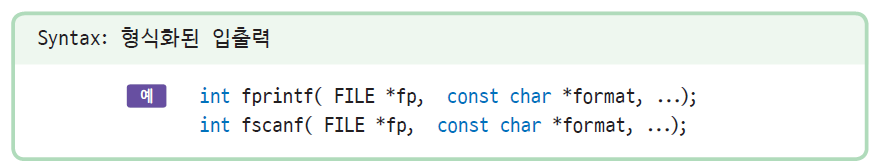 Syntax: 형식화된 입출력
예 int fprintf( FILE *fp, const char *format, ...);
int fscanf( FILE *fp, const char *format, ...);